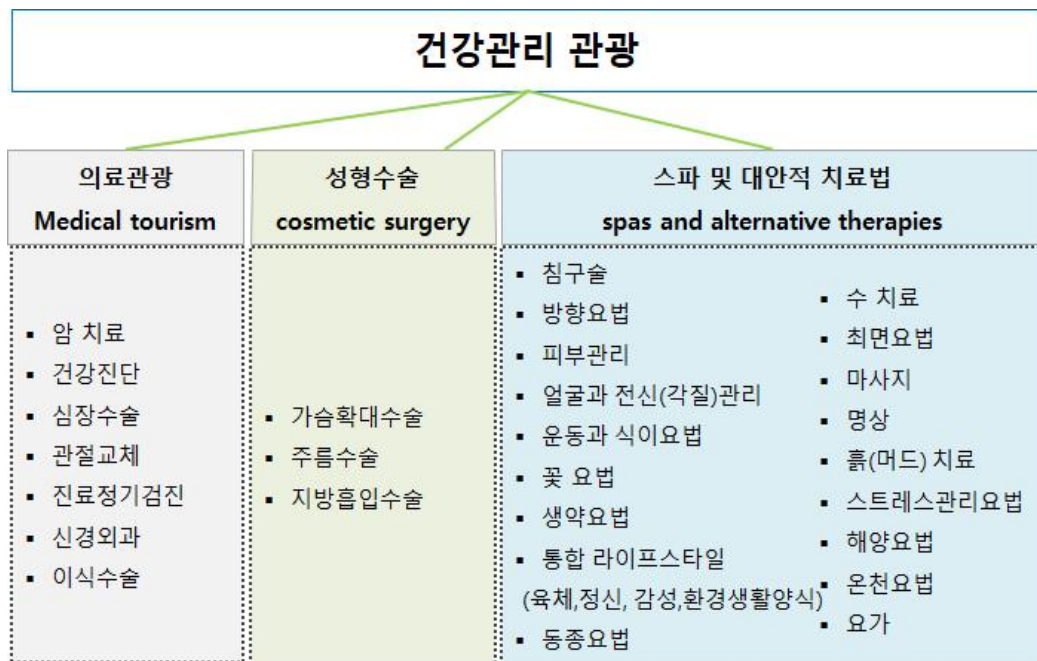 건강관리 관광
의료관광
Medical tourism
▪ 암 치료
▪ 건강진단
▪ 심장수술
▪ 관절교체
▪ 진료정기검진
▪ 신경외과
▪ 이식수술
성형수술
cosmetic surgery
▪ 가슴확대수술
▪ 주름수술
▪ 지방흡입수술
스파 및 대안적 치료법
spas and alternative therapies
▪ 침구술
▪ 방향요법
▪ 피부관리
▪ 얼굴과 전신(각질)관리
▪ 운동과 식이요법
▪ 꽃 요법
▪ 생약요법
▪ 통합 라이프스타일
(육체,정신, 감성,환경생활양식)
▪ 동종요법
▪ 수 치료
▪ 최면요법
▪ 마사지
▪ 명상
▪ 흙(머드) 치료
▪ 스트레스관리요법
▪ 해양요법
▪ 온천요법
▪ 요가